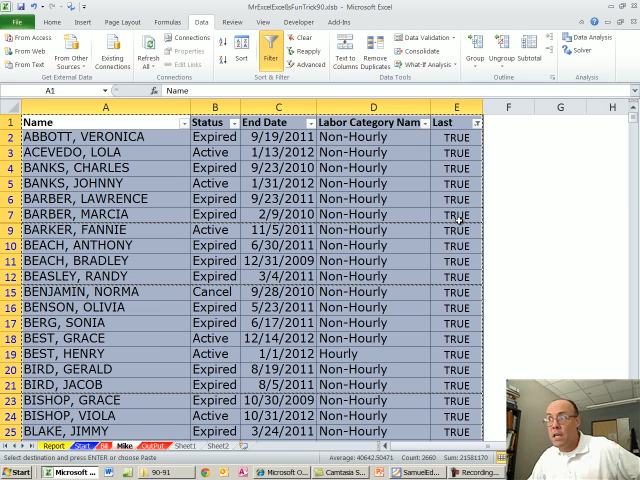 MrExcelExcelIsFunTrick90.xlsb - Microsoft Excel
File Home Insert Page Layout Formulas Data Review View Developer Add-Ins
From Access
From Web
From Text
From Other Sources
Existing Connections
Get External Data
Refresh All
Connections
Properties
Edit Links
Connections
Sort
Filter
Clear
Reapply
Advanced
Sort & Filter
Text to Columns
Remove Duplicates
Data Validation
Consolidate
What-If Analysis
Data Tools
Group
Ungroup
Subtotal
Outline
Data Analysis
Solver
Analysis
A1 fx Name
A B C D E F G H
1 Name Status End Date Labor Category Nam Last
2 ABBOTT, VERONICA Expired 9/19/2011 Non-Hourly TRUE
3 ACEVEDO, LOLA Active 1/13/2012 Non-Hourly TRUE
4 BANKS, CHARLES Expired 9/23/2010 Non-Hourly TRUE
5 BANKS, JOHNNY Active 1/31/2012 Non-Hourly TRUE
6 BARBER, LAWRENCE Expired 9/23/2011 Non-Hourly TRUE
7 BARBER, MARCIA Expired 2/9/2010 Non-Hourly TRUE
9 BARKER, FANNIE Active 11/5/2011 Non-Hourly TRUE
10 BEACH, ANTHONY Expired 6/30/2011 Non-Hourly TRUE
11 BEACH, BRADLEY Expired 12/31/2009 Non-Hourly TRUE
12 BEASLEY, RANDY Expired 3/4/2011 Non-Hourly TRUE
15 BENJAMIN, NORMA Cancel 9/28/2010 Non-Hourly TRUE
16 BENSON, OLIVIA Expired 5/23/2011 Non-Hourly TRUE
17 BERG, SONIA Expired 6/17/2011 Non-Hourly TRUE
18 BEST, GRACE Active 12/14/2012 Non-Hourly TRUE
19 BEST, HENRY Active 1/1/2012 Hourly TRUE
20 BIRD, GERALD Expired 8/19/2011 Non-Hourly TRUE
21 BIRD, JACOB Expired 8/5/2011 Non-Hourly TRUE
23 BISHOP, GRACE Expired 10/30/2009 Non-Hourly TRUE
24 BISHOP, VIOLA Active 10/31/2012 Non-Hourly TRUE
25 BLAKE, JIMMY Expired 3/24/2011 Non-Hourly TRUE
Report Start Bill Mike OutPut Sheet1 Sheet2
Select destination and press ENTER or choose Paste Average: 40642.50471 Count: 2660 Sum: 21581170
Start Microsoft ... 90-91 Microsoft O... Camtasia S... SamuelEd... Recording...